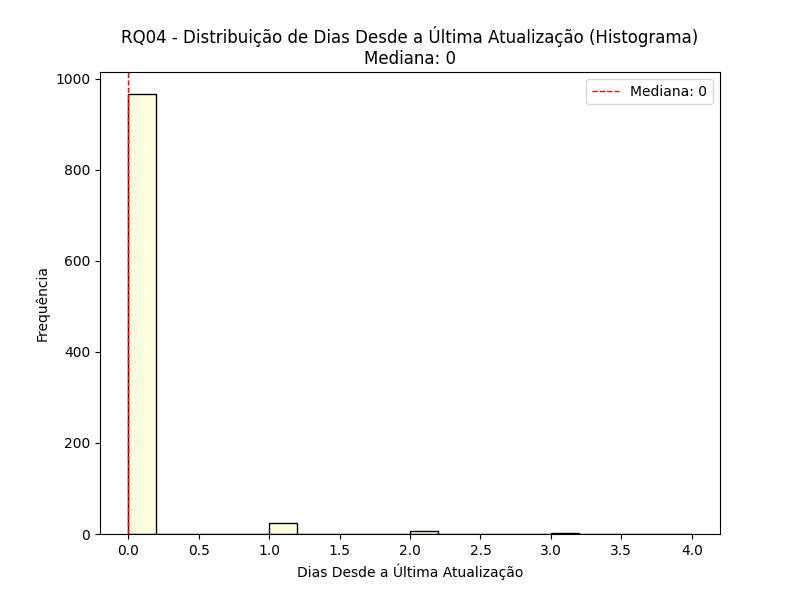 RQ04 - Distribuição de Dias Desde a Última Atualização (Histograma)
Mediana: 0
Mediana: 0
1000
800
600
400
200
0
Frequência
0.0 0.5 1.0 1.5 2.0 2.5 3.0 3.5 4.0
Dias Desde a Última Atualização